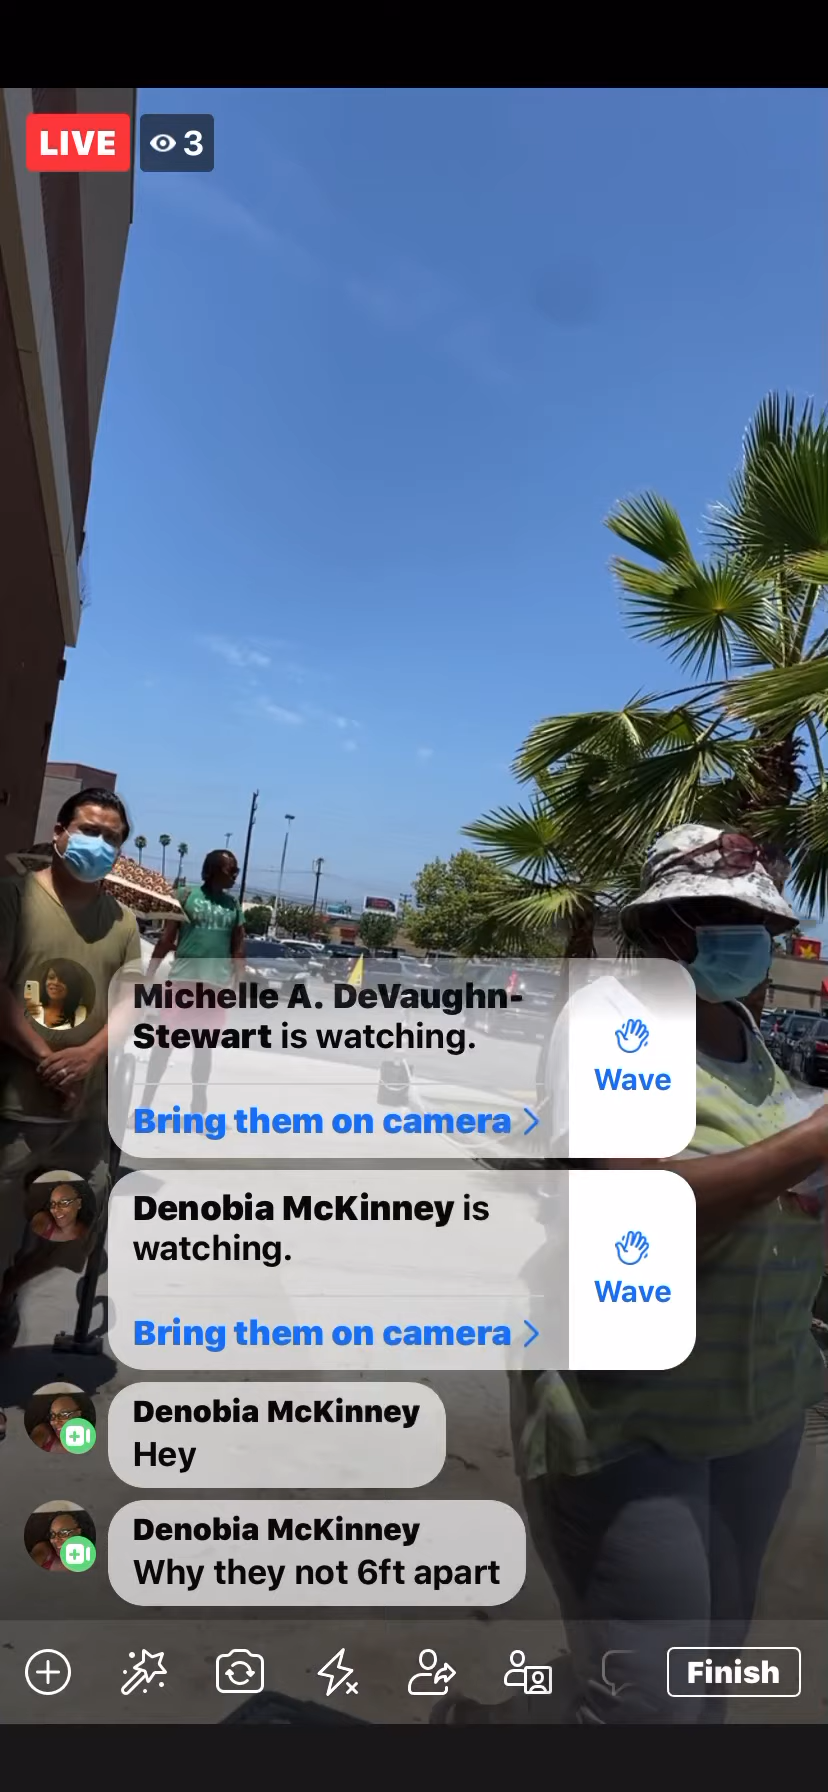 LIVE 3
Michelle A. DeVaughn-
Stewart is watching.
Bring them on camera
Wave
Denobia McKinney is
watching.
Bring them on camera
Wave
Denobia McKinney
Hey
Denobia McKinney
Why they not 6ft apart
Finish